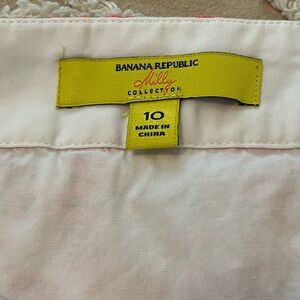 BANANA REPUBLIC
Milly
COLLECTION
10
MADE IN
CHINA